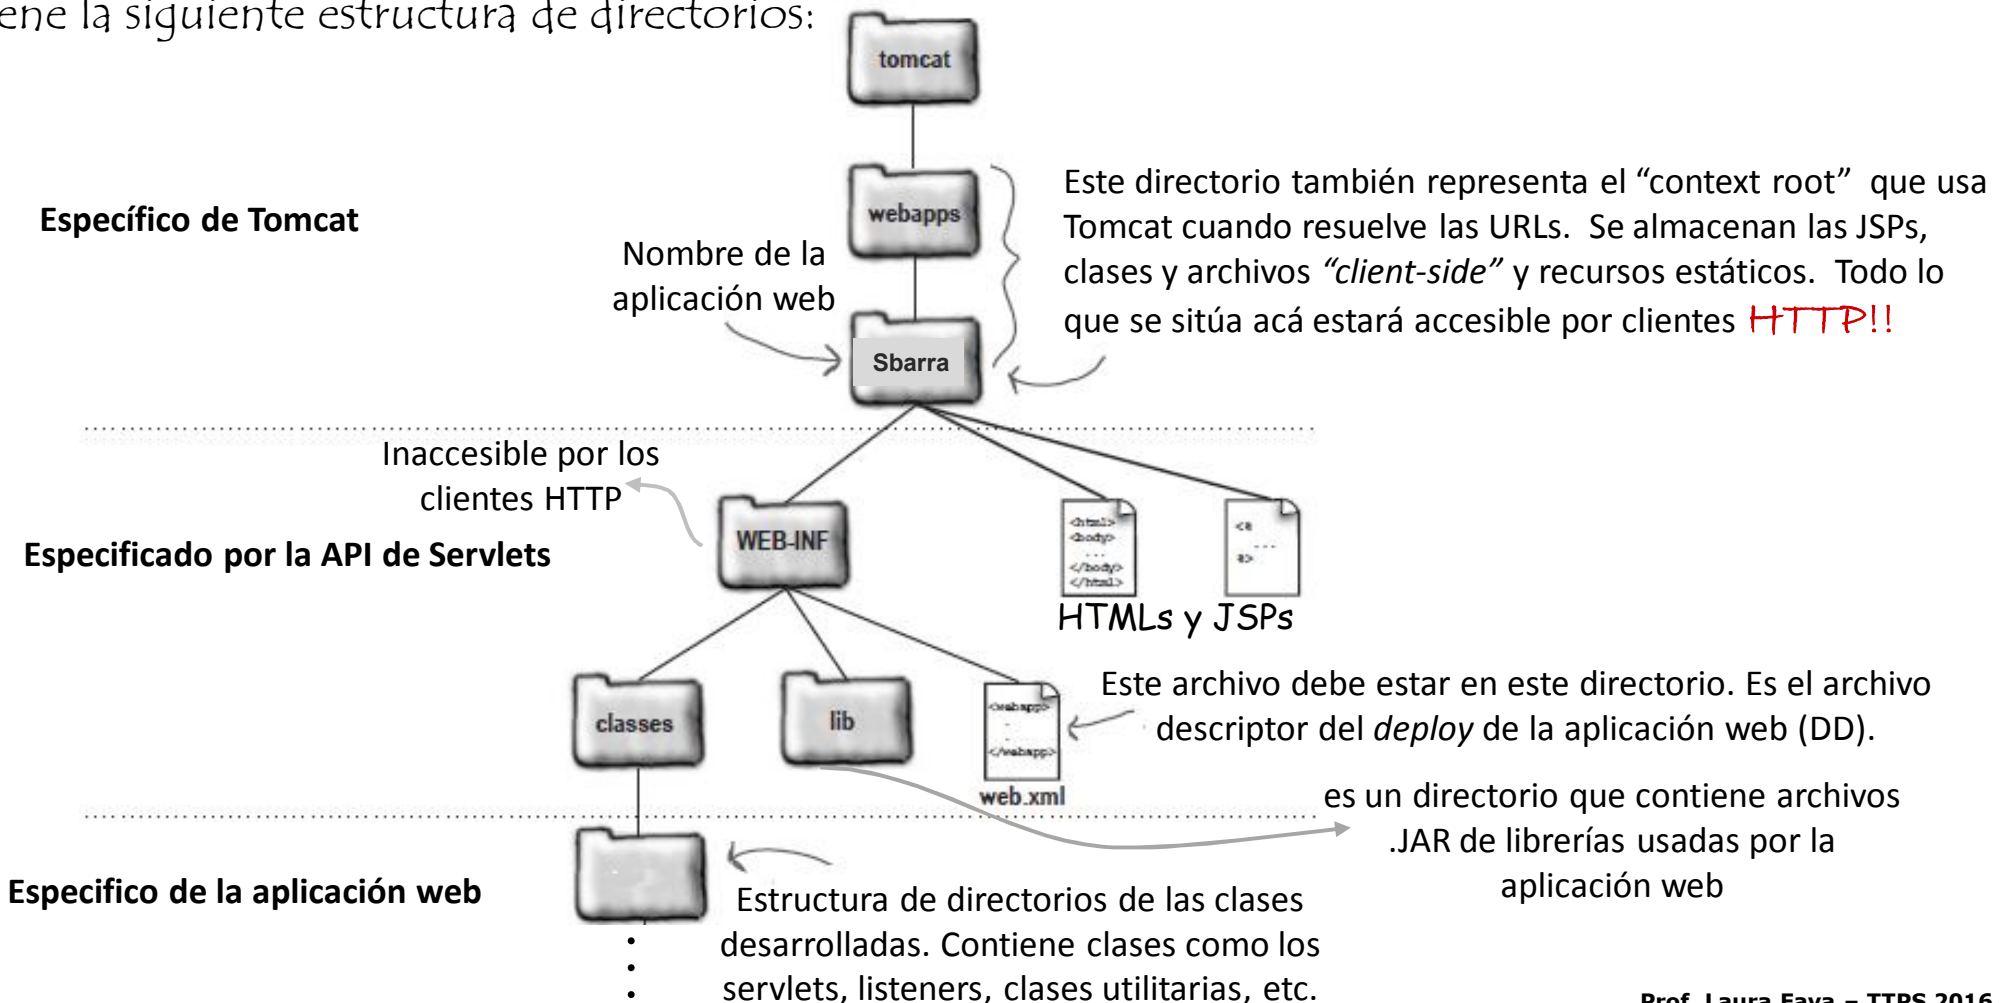 ene la siguiente estructura de directorios:
tomcat
Específico de Tomcat
webapps
Nombre de la
aplicación web
Este directorio también representa el “context root” que usa
Tomcat cuando resuelve las URLs. Se almacenan las JSPs,
clases y archivos “client-side” y recursos estáticos. Todo lo
que se sitúa acá estará accesible por clientes HTTP!!
Sbarra
Inaccesible por los
clientes HTTP
Especificado por la API de Servlets
WEB-INF
<html>
<body>
...
</body>
</html>
<%
...
%>
HTMLs y JSPs
classes
lib
<webapp>
.
.
</webapp>
web.xml
Este archivo debe estar en este directorio. Es el archivo
descriptor del deploy de la aplicación web (DD).
es un directorio que contiene archivos
.JAR de librerías usadas por la
aplicación web
Especifico de la aplicación web
Estructura de directorios de las clases
desarrolladas. Contiene clases como los
servlets, listeners, clases utilitarias, etc.
Prof. Laura Fava – TTPS 2016